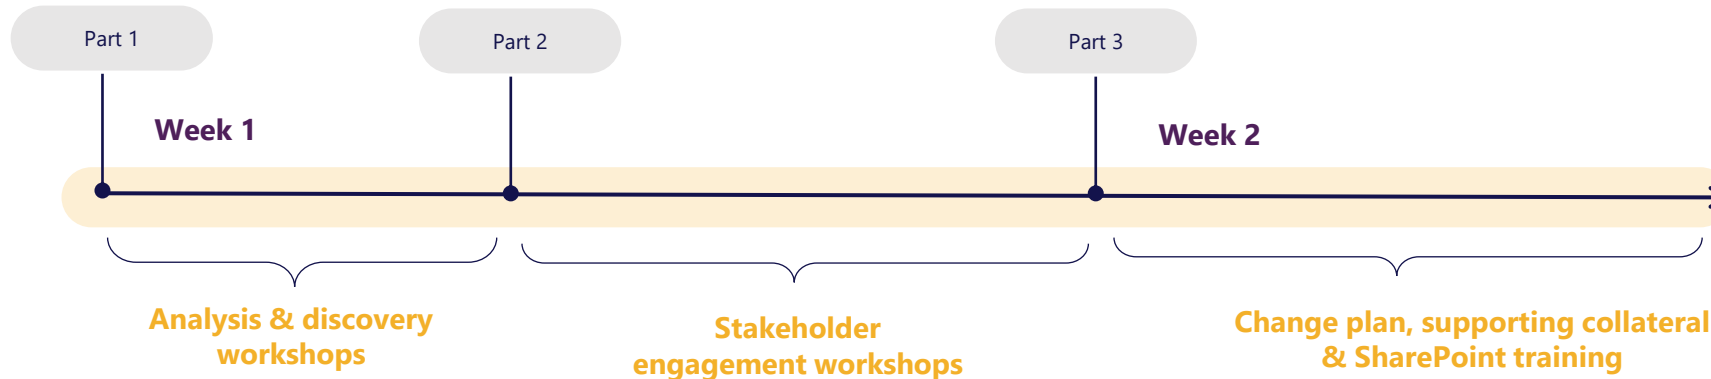 Part 1
Part 2
Part 3
Week 1
Week 2
Analysis & discovery
workshops
Stakeholder
engagement workshops
Change plan, supporting collateral
& SharePoint training